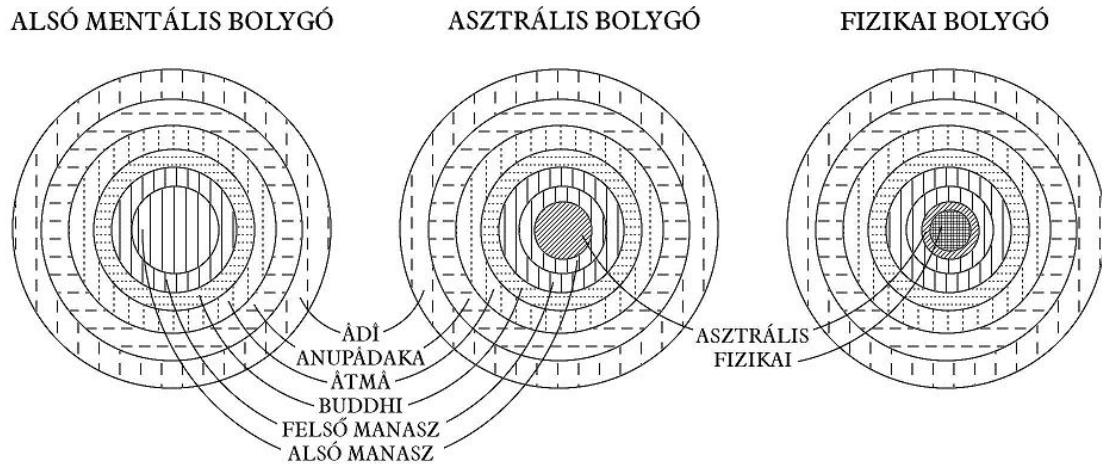 ALSÓ MENTÁLIS BOLYGÓ
ASZTRÁLIS BOLYGÓ
FIZIKAI BOLYGÓ
ÂDÎ
ANUPÂDAKA
ÂTMÂ
BUDDHI
FELSŐ MANASZ
ALSÓ MANASZ
ASZTRÁLIS
FIZIKAI